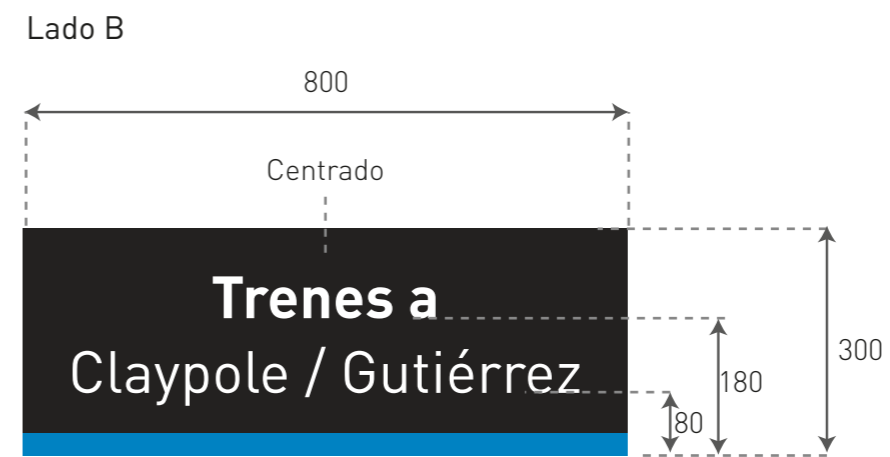 Lado B
800
Centrado
Trenes a
Claypole / Gutiérrez
300
180
80